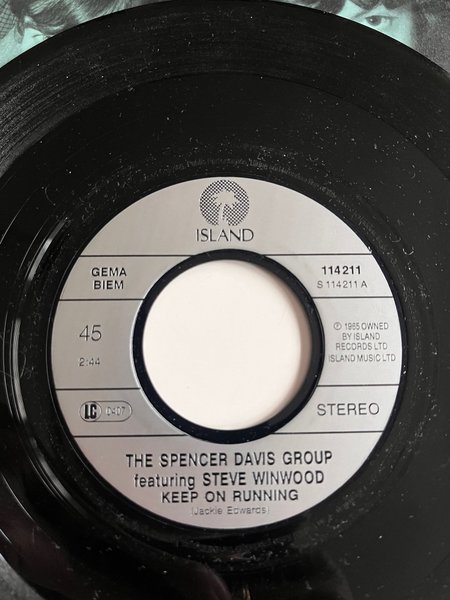 ISLAND
GEMA
BIEM
114211
S 114211 A
45
2:44
℗ 1965 OWNED
BY ISLAND
RECORDS LTD
ISLAND MUSIC LTD
LC 0407
STEREO
THE SPENCER DAVIS GROUP
featuring STEVE WINWOOD
KEEP ON RUNNING
(Jackie Edwards)